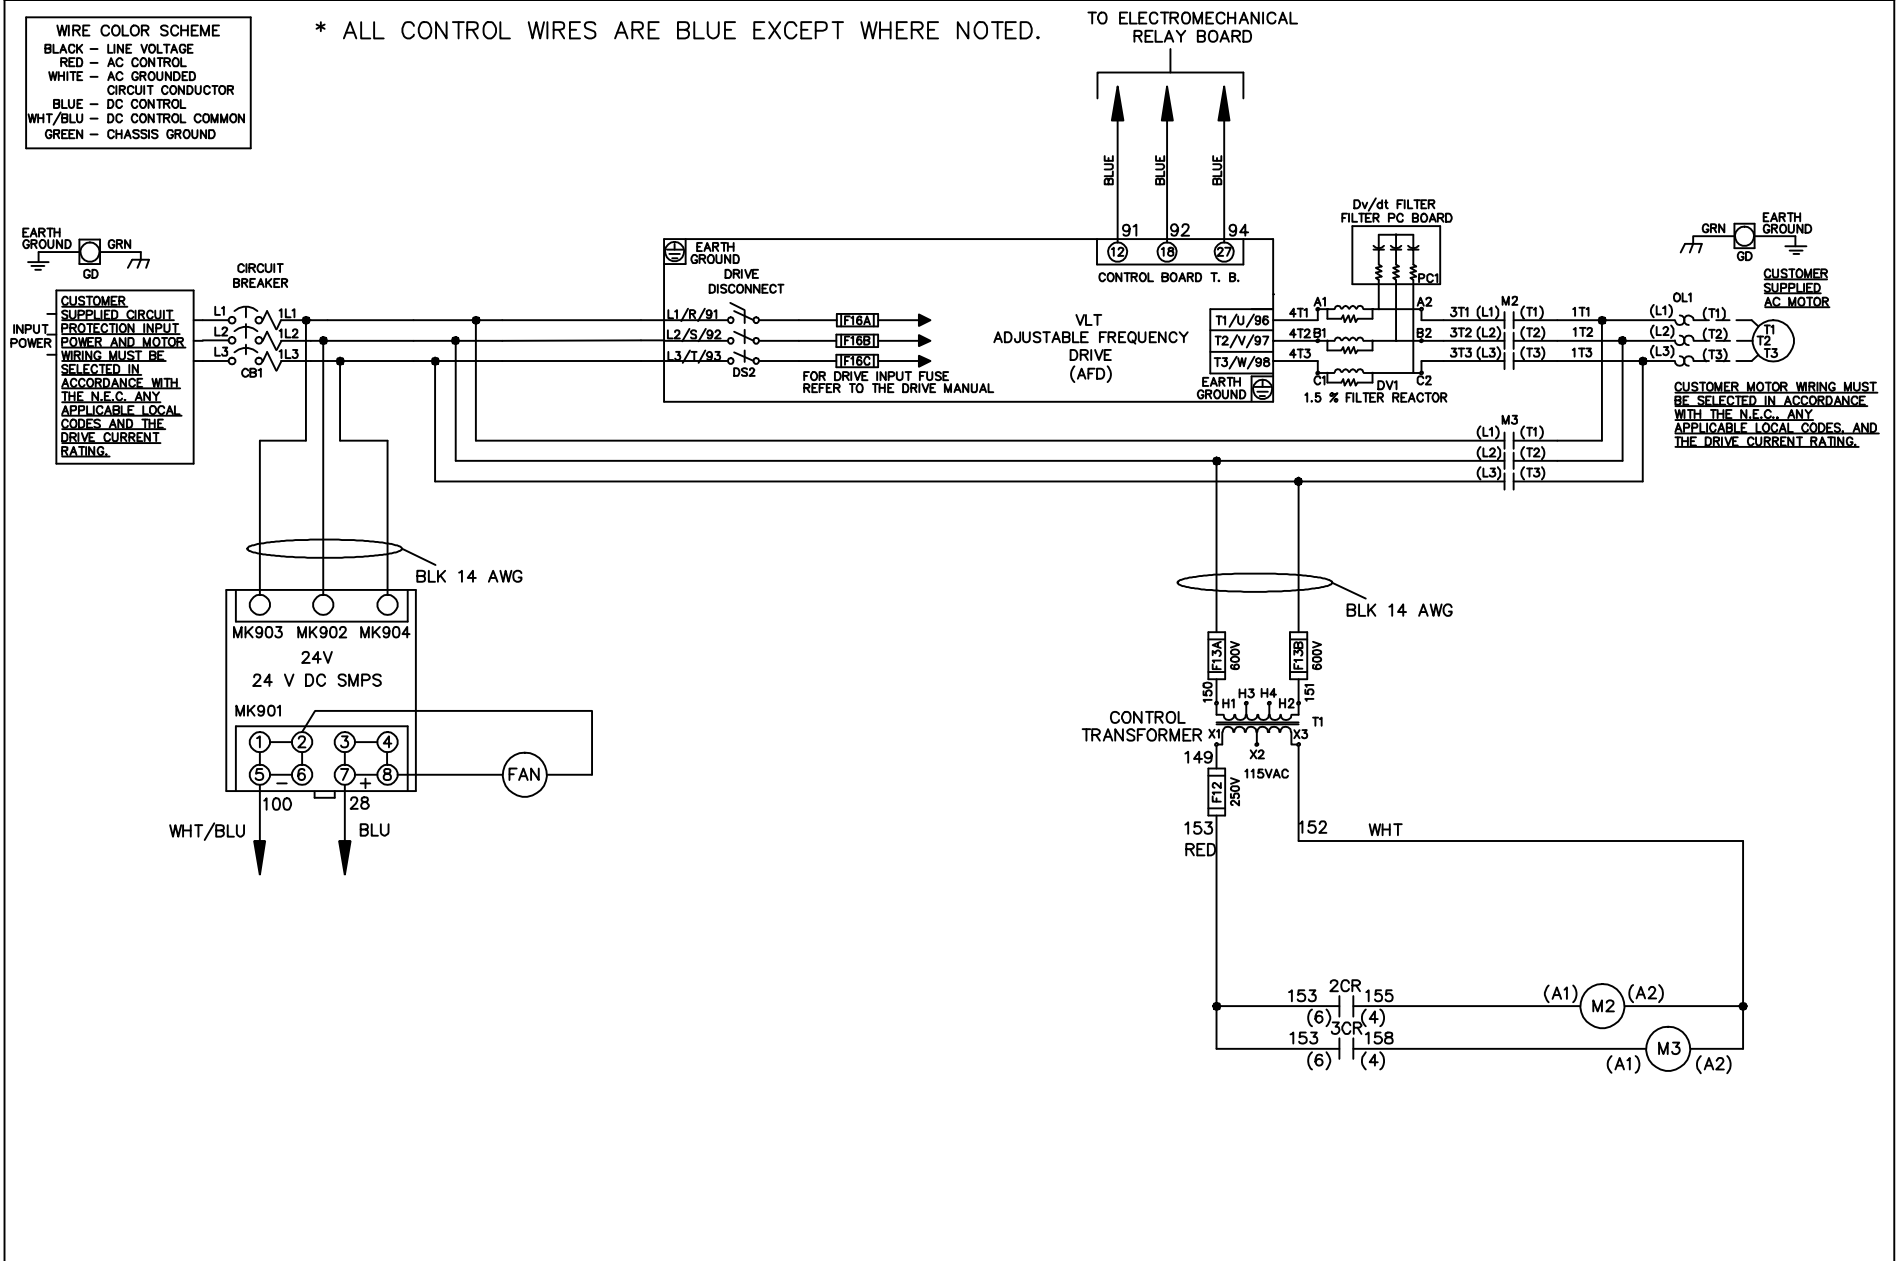 WIRE COLOR SCHEME
BLACK – LINE VOLTAGE
RED – AC CONTROL
WHITE – AC GROUNDED
CIRCUIT CONDUCTOR
BLUE – DC CONTROL
WHT/BLU – DC CONTROL COMMON
GREEN – CHASSIS GROUND
* ALL CONTROL WIRES ARE BLUE EXCEPT WHERE NOTED.
TO ELECTROMECHANICAL
RELAY BOARD
BLUE
BLUE
BLUE
91
92
94
12
18
27
CONTROL BOARD T. B.
EARTH
GROUND
GRN
GD
CIRCUIT
BREAKER
INPUT
POWER
CUSTOMER
SUPPLIED CIRCUIT
PROTECTION INPUT
POWER AND MOTOR
WIRING MUST BE
SELECTED IN
ACCORDANCE WITH
THE N.E.C. ANY
APPLICABLE LOCAL
CODES AND THE
DRIVE CURRENT
RATING.
L1
L2
L3
1L1
1L2
1L3
CB1
EARTH
GROUND
DRIVE
DISCONNECT
L1/R/91
L2/S/92
L3/T/93
DS2
F16A
F16B
F16C
FOR DRIVE INPUT FUSE
REFER TO THE DRIVE MANUAL
VLT
ADJUSTABLE FREQUENCY
DRIVE
(AFD)
T1/U/96
T2/V/97
T3/W/98
EARTH
GROUND
4T1
4T2
4T3
A1
B1
C1
A2
B2
C2
DV1
1.5 % FILTER REACTOR
Dv/dt FILTER
FILTER PC BOARD
PC1
M2
3T1 (L1) (T1) 1T1
3T2 (L2) (T2) 1T2
3T3 (L3) (T3) 1T3
OL1
(L1) (T1)
(L2) (T2)
(L3) (T3)
T1
T2
T3
GRN
EARTH
GROUND
GD
CUSTOMER
SUPPLIED
AC MOTOR
CUSTOMER MOTOR WIRING MUST
BE SELECTED IN ACCORDANCE
WITH THE N.E.C., ANY
APPLICABLE LOCAL CODES, AND
THE DRIVE CURRENT RATING.
M3
(L1) (T1)
(L2) (T2)
(L3) (T3)
BLK 14 AWG
MK903 MK902 MK904
24V
24 V DC SMPS
MK901
1 2 3 4
5 – 6 7 + 8
FAN
100
28
WHT/BLU
BLU
BLK 14 AWG
F13A
600V
F13B
600V
150
151
H1 H3 H4 H2
T1
CONTROL
TRANSFORMER
X1
X2
X3
149
115VAC
F12
250V
153
RED
152
WHT
2CR
153 155
(6) (4)
(A1) M2 (A2)
3CR
153 158
(6) (4)
(A1) M3 (A2)